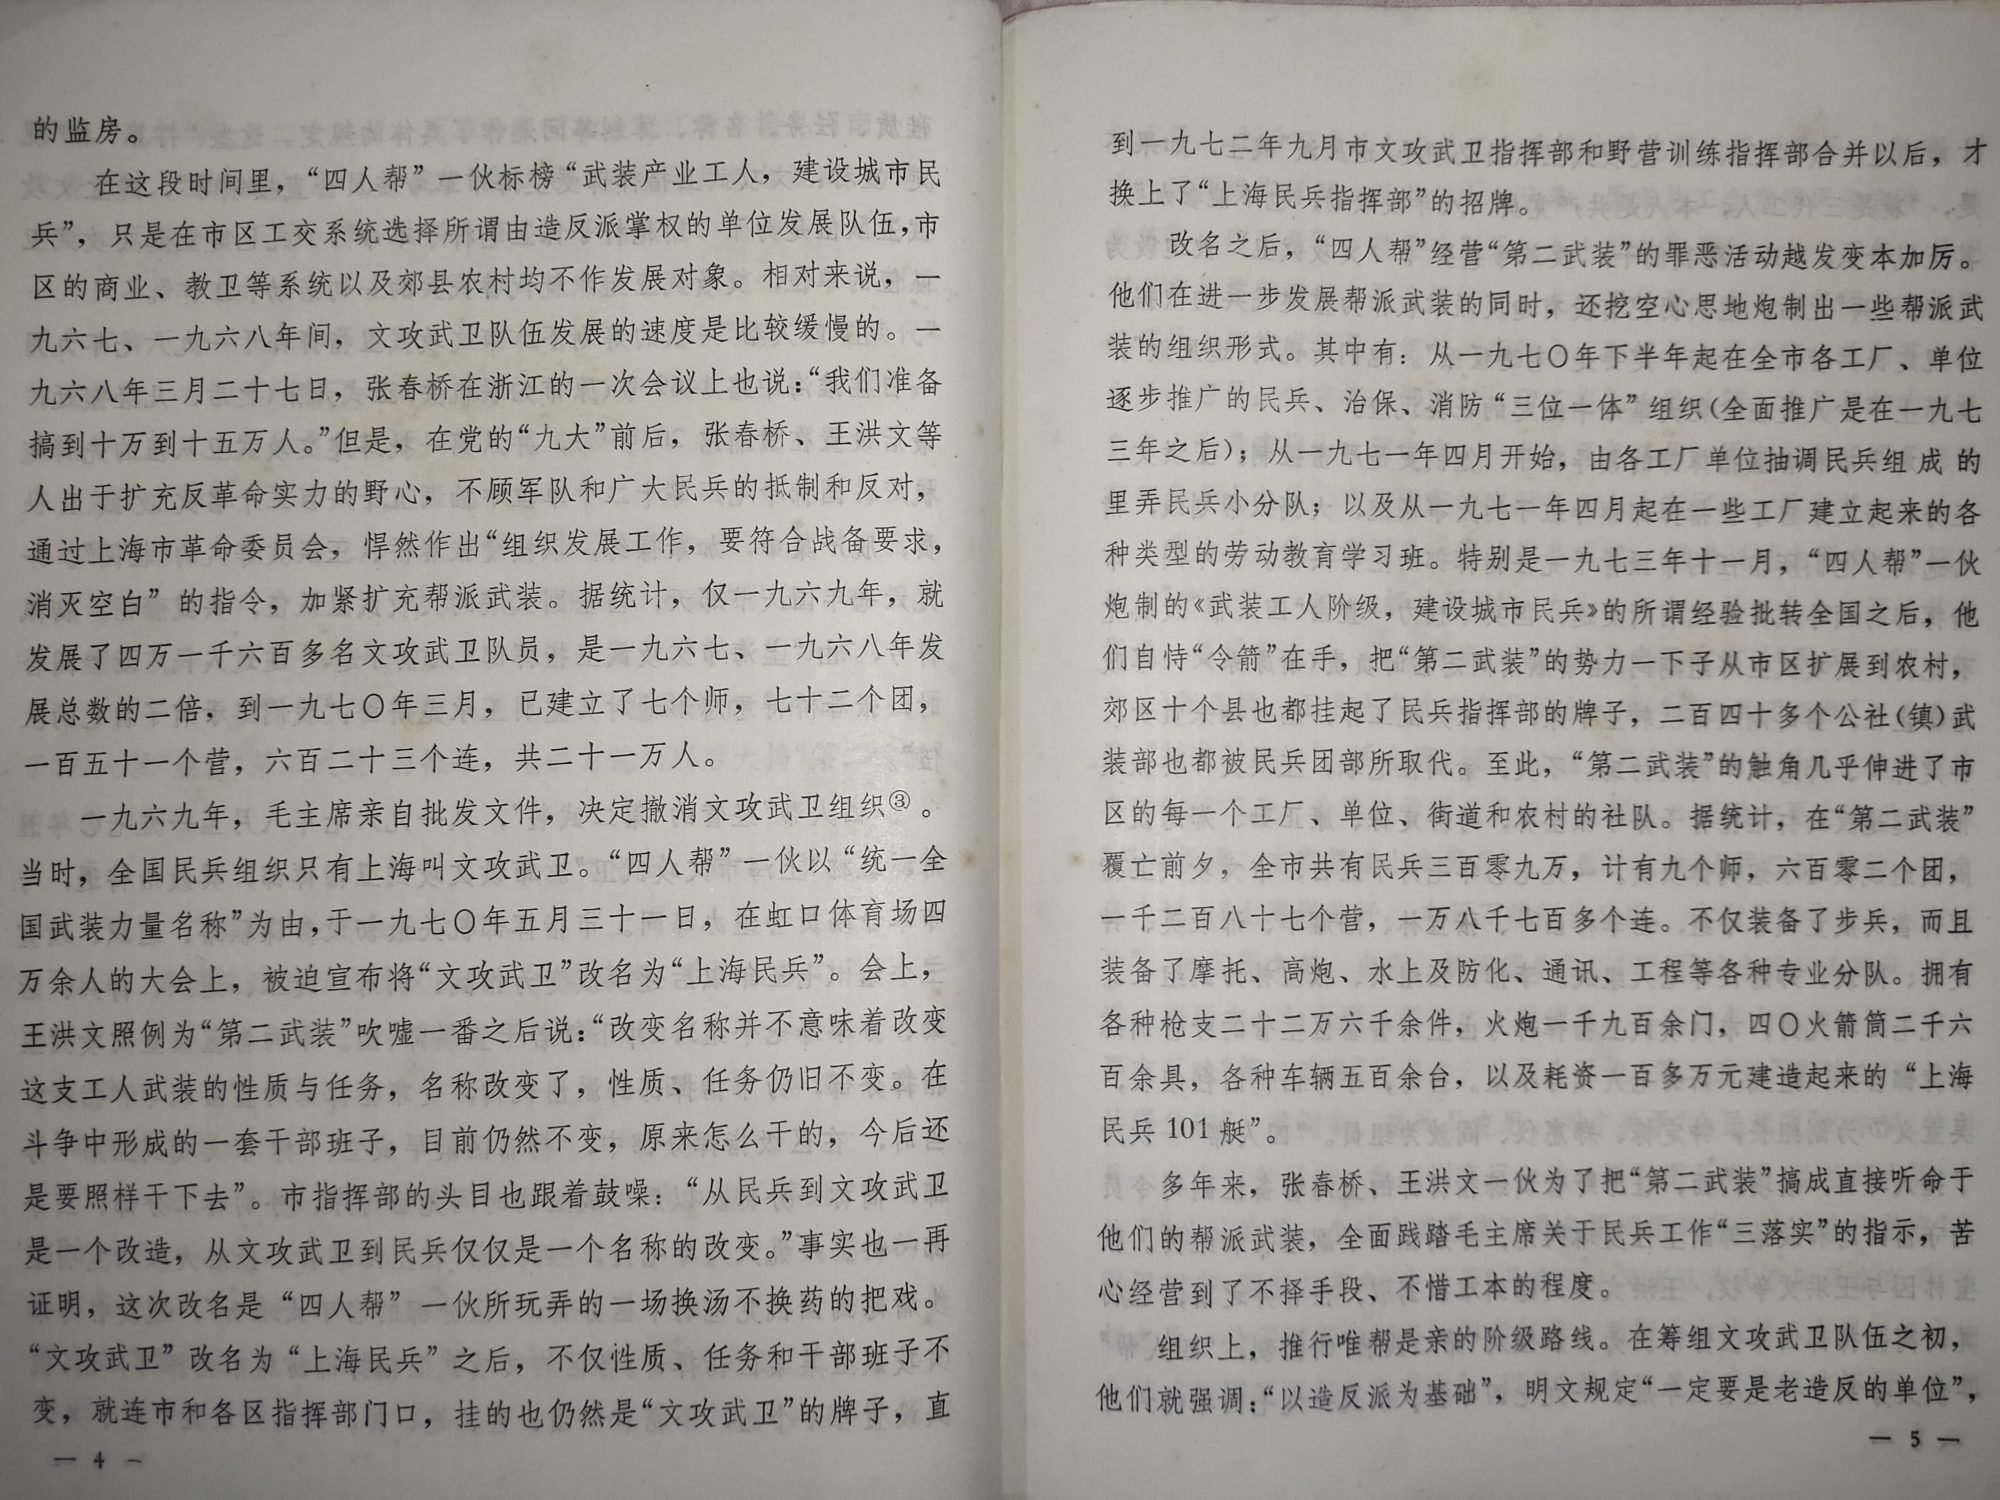 的监房。
在这段时间里，“四人帮”一伙标榜“武装产业工人，建设城市民
兵”，只是在市区工交系统选择所谓由造反派掌权的单位发展队伍，市
区的商业、教卫等系统以及郊县农村均不作发展对象。相对来说，一
九六七、一九六八年间，文攻武卫队伍发展的速度是比较缓慢的。一
九六八年三月二十七日，张春桥在浙江的一次会议上也说：“我们准备
搞到十万到十五万人。”但是，在党的“九大”前后，张春桥、王洪文等
人出于扩充反革命实力的野心，不顾军队和广大民兵的抵制和反对，
通过上海市革命委员会，悍然作出“组织发展工作，要符合战备要求，
消灭空白”的指令，加紧扩充帮派武装。据统计，仅一九六九年，就
发展了四万一千六百多名文攻武卫队员，是一九六七、一九六八年发
展总数的二倍，到一九七〇年三月，已建立了七个师，七十二个团，
一百五十一个营，六百二十三个连，共二十一万人。
一九六九年，毛主席亲自批发文件，决定撤消文攻武卫组织③。
当时，全国民兵组织只有上海叫文攻武卫。“四人帮”一伙以“统一全
国武装力量名称”为由，于一九七〇年五月三十一日，在虹口体育场四
万余人的大会上，被迫宣布将“文攻武卫”改名为“上海民兵”。会上，
王洪文照例为“第二武装”吹嘘一番之后说：“改变名称并不意味着改变
这支工人武装的性质与任务，名称改变了，性质、任务仍旧不变。在
斗争中形成的一套干部班子，目前仍然不变，原来怎么干的，今后还
是要照样干下去”。市指挥部的头目也跟着鼓噪：“从民兵到文攻武卫
是一个改造，从文攻武卫到民兵仅仅是一个名称的改变。”事实也一再
证明，这次改名是“四人帮”一伙所玩弄的一场换汤不换药的把戏。
“文攻武卫”改名为“上海民兵”之后，不仅性质、任务和干部班子不
变，就连市和各区指挥部门口，挂的也仍然是“文攻武卫”的牌子，直
— 4 —
到一九七二年九月市文攻武卫指挥部和野营训练指挥部合并以后，才
换上了“上海民兵指挥部”的招牌。
改名之后，“四人帮”经营“第二武装”的罪恶活动越发变本加厉。
他们在进一步发展帮派武装的同时，还挖空心思地炮制出一些帮派武
装的组织形式。其中有：从一九七〇年下半年起在全市各工厂、单位
逐步推广的民兵、治保、消防“三位一体”组织（全面推广是在一九七
三年之后）；从一九七一年四月开始，由各工厂单位抽调民兵组成的
里弄民兵小分队；以及从一九七一年四月起在一些工厂建立起来的各
种类型的劳动教育学习班。特别是一九七三年十一月，“四人帮”一伙
炮制的《武装工人阶级，建设城市民兵》的所谓经验批转全国之后，他
们自恃“令箭”在手，把“第二武装”的势力一下子从市区扩展到农村，
郊区十个县也都挂起了民兵指挥部的牌子，二百四十多个公社（镇）武
装部也都被民兵团部所取代。至此，“第二武装”的触角几乎伸进了市
区的每一个工厂、单位、街道和农村的社队。据统计，在“第二武装”
覆亡前夕，全市共有民兵三百零九万，计有九个师，六百零二个团，
一千二百八十七个营，一万八千七百多个连。不仅装备了步兵，而且
装备了摩托、高炮、水上及防化、通讯、工程等各种专业分队。拥有
各种枪支二十二万六千余件，火炮一千九百余门，四〇火箭筒二千六
百余具，各种车辆五百余台，以及耗资一百多万元建造起来的“上海
民兵101艇”。
多年来，张春桥、王洪文一伙为了把“第二武装”搞成直接听命于
他们的帮派武装，全面践踏毛主席关于民兵工作“三落实”的指示，苦
心经营到了不择手段、不惜工本的程度。
组织上，推行唯帮是亲的阶级路线。在筹组文攻武卫队伍之初，
他们就强调：“以造反派为基础”，明文规定“一定要是老造反的单位”，
— 5 —